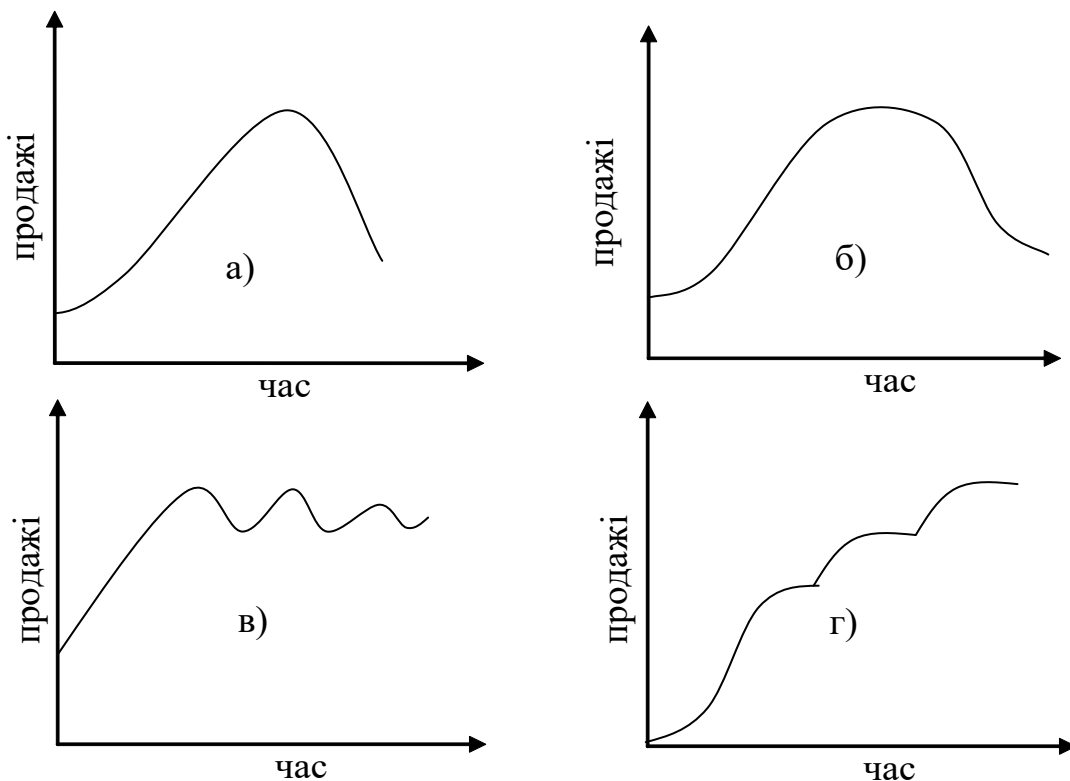 продажі
а)
час
продажі
б)
час
продажі
в)
час
продажі
г)
час